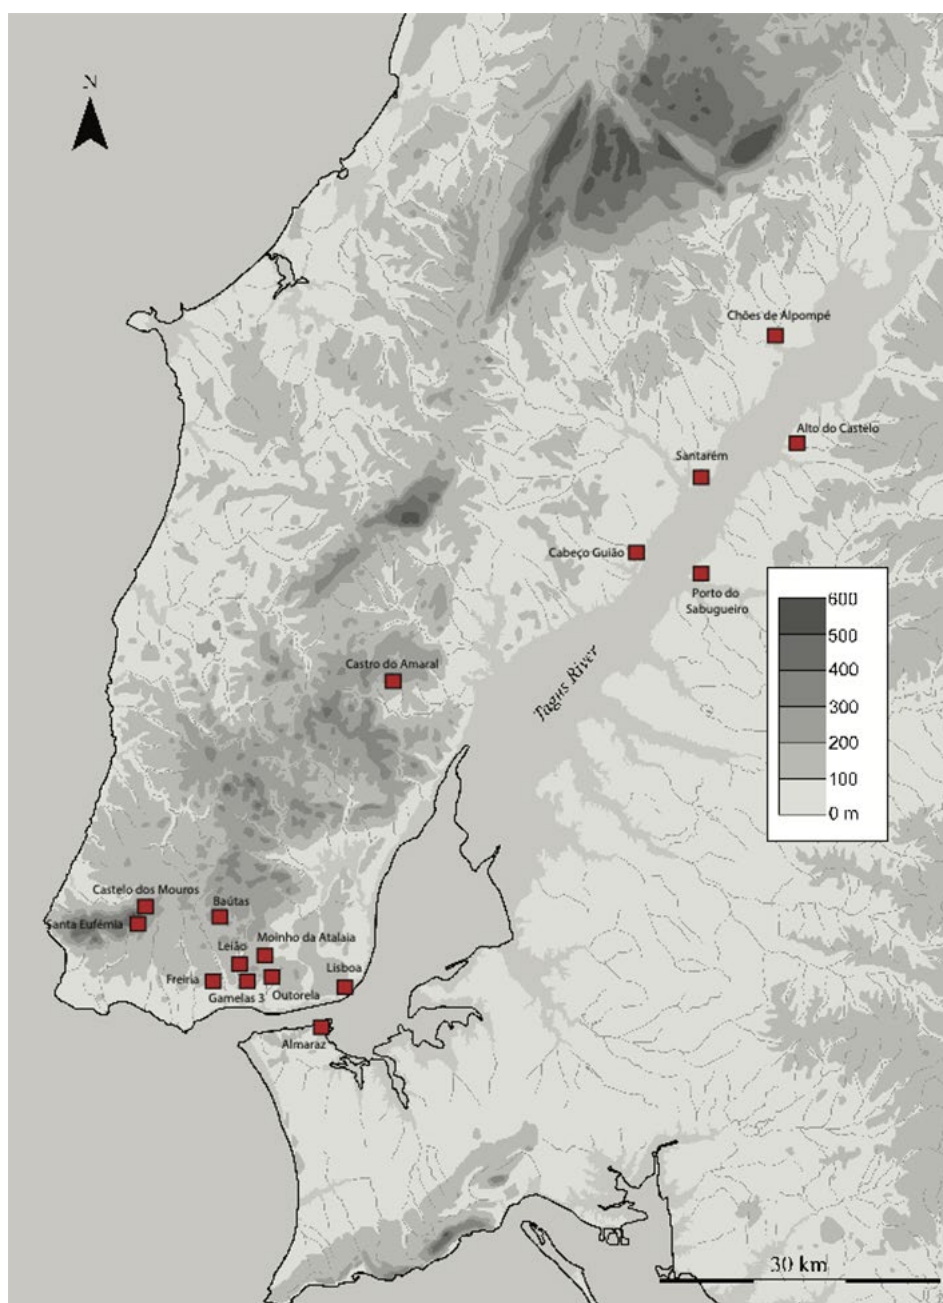 N
Chões de Alpompé
Alto do Castelo
Santarém
Cabeço Guião
Porto do
Sabugueiro
600
500
400
300
200
100
0 m
Castro do Amaral
Tagus River
Castelo dos Mouros
Santa Eufémia
Baútas
Moinho da Atalaia
Leião
Lisboa
Freiria
Gamelas 3
Outorela
Almaraz
30 km
0